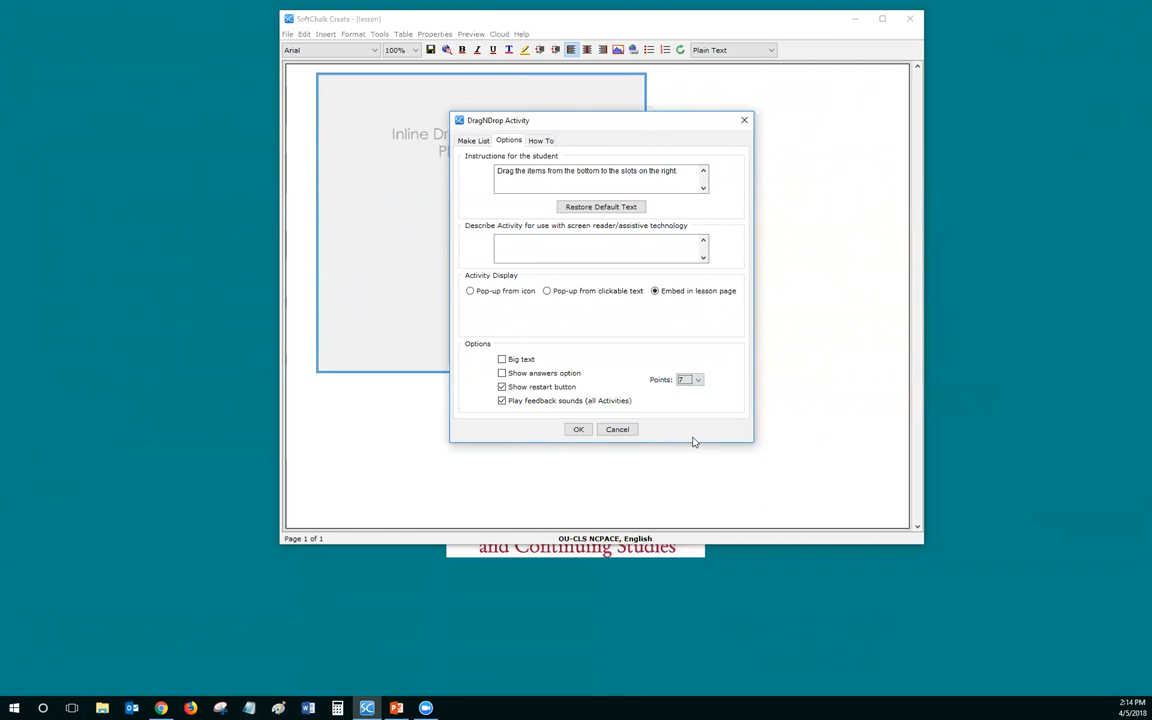 SoftChalk Create - [lesson]
File Edit Insert Format Tools Table Properties Preview Cloud Help
Arial 100% B I U T Plain Text
Inline Dr
Pl
DragNDrop Activity
Make List Options How To
Instructions for the student
Drag the items from the bottom to the slots on the right.
Restore Default Text
Describe Activity for use with screen reader/assistive technology
Activity Display
Pop-up from icon Pop-up from clickable text Embed in lesson page
Options
Big text
Show answers option
Points: 7
Show restart button
Play feedback sounds (all Activities)
OK Cancel
Page 1 of 1 OU-CLS NCPACE, English
and Continuing Studies
2:14 PM
4/5/2018